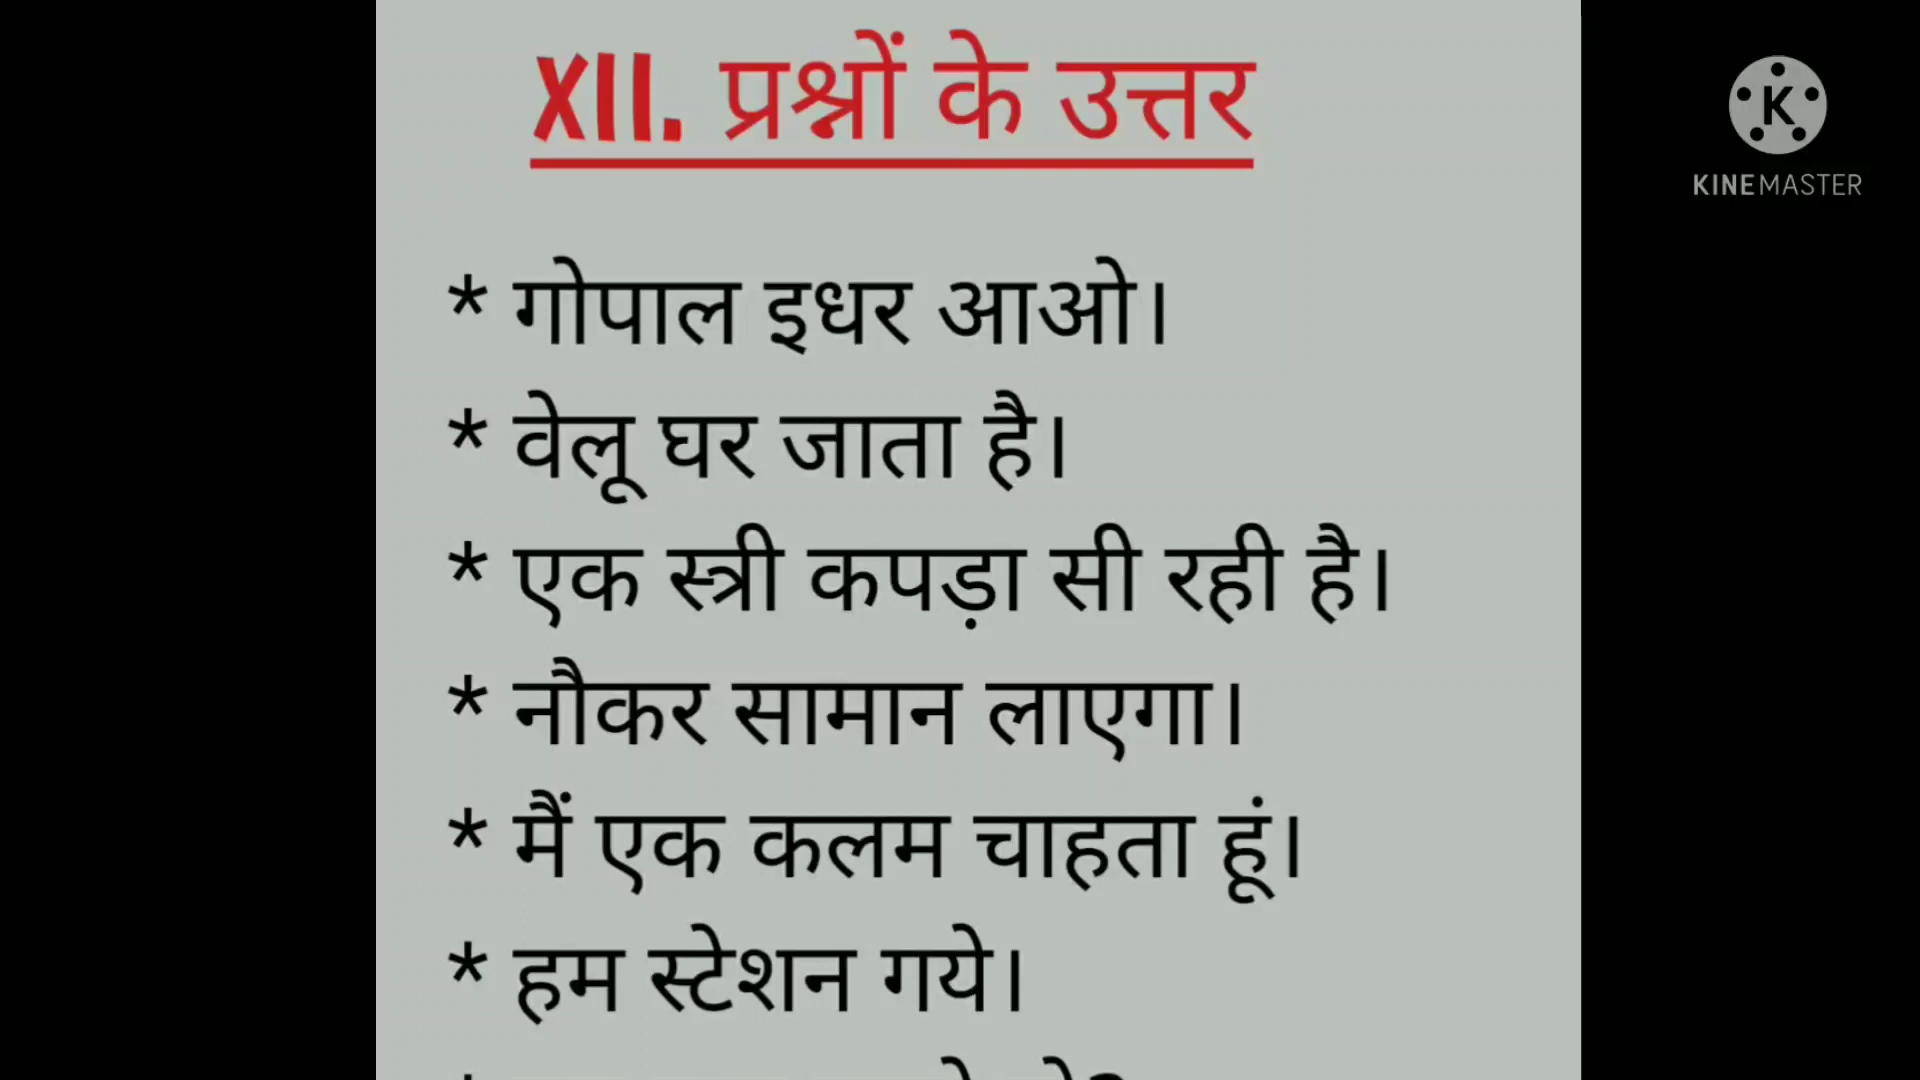 XII. प्रश्नों के उत्तर
* गोपाल इधर आओ।
* वेलू घर जाता है।
* एक स्त्री कपड़ा सी रही है।
* नौकर सामान लाएगा।
* मैं एक कलम चाहता हूं।
* हम स्टेशन गये।
K
KINEMASTER